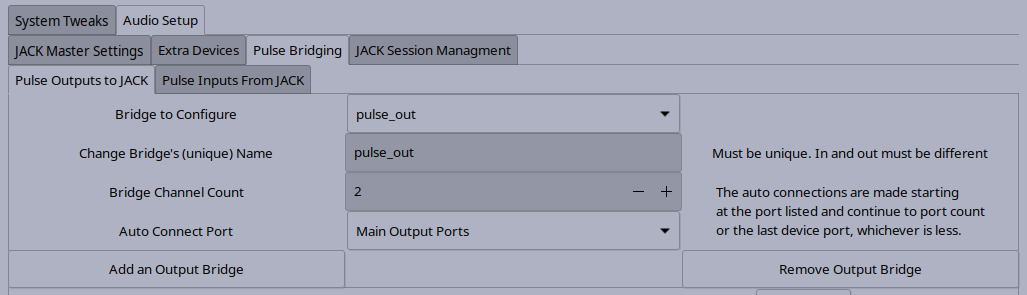 System Tweaks
Audio Setup
JACK Master Settings
Extra Devices
Pulse Bridging
JACK Session Managment
Pulse Outputs to JACK
Pulse Inputs From JACK
Bridge to Configure
pulse_out
Change Bridge's (unique) Name
pulse_out
Must be unique. In and out must be different
Bridge Channel Count
2
The auto connections are made starting
at the port listed and continue to port count
or the last device port, whichever is less.
Auto Connect Port
Main Output Ports
Add an Output Bridge
Remove Output Bridge